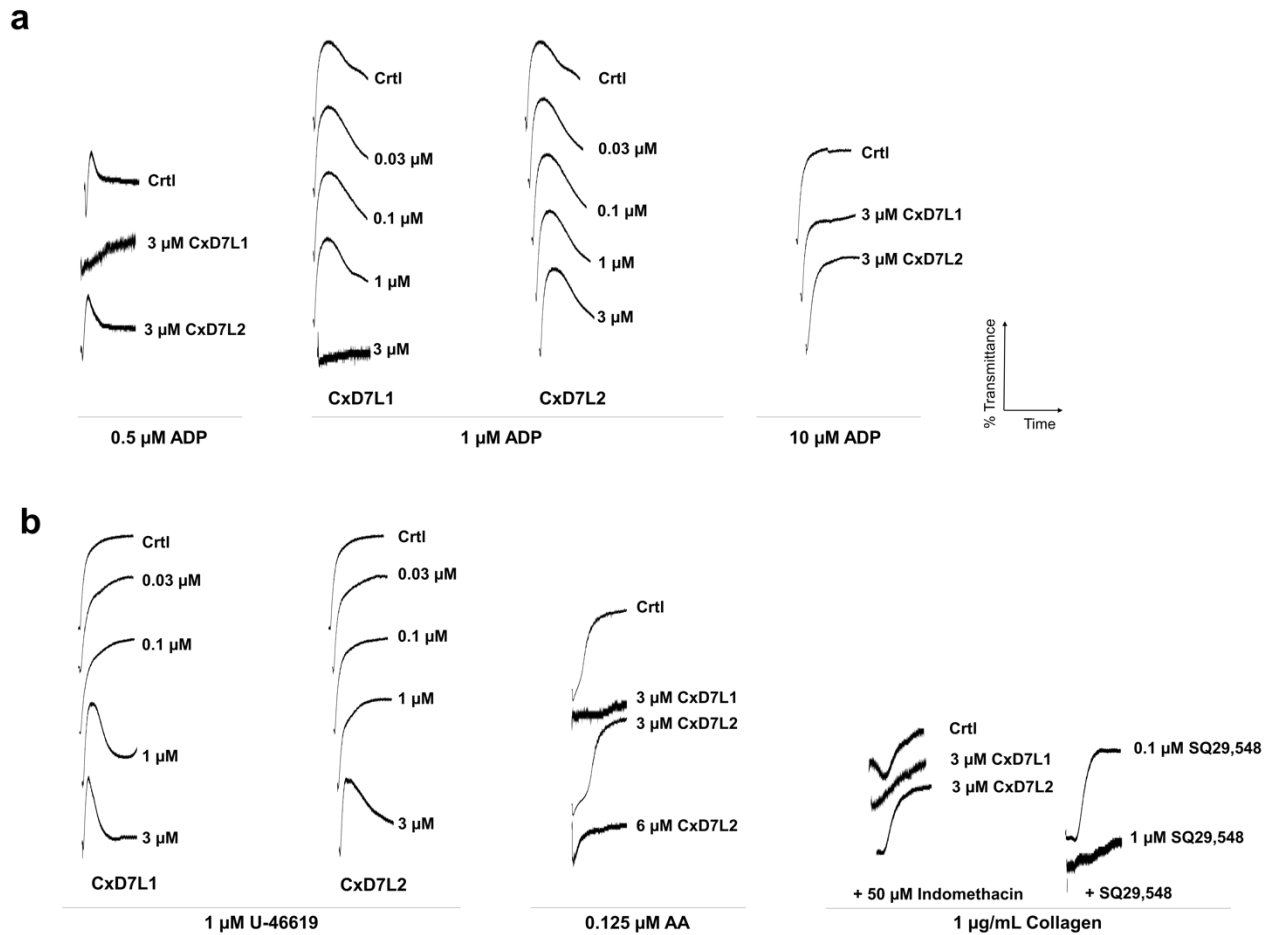 a
Crtl
3 µM CxD7L1
3 µM CxD7L2
0.5 µM ADP
Crtl
0.03 µM
0.1 µM
1 µM
3 µM
CxD7L1
Crtl
0.03 µM
0.1 µM
1 µM
3 µM
CxD7L2
1 µM ADP
Crtl
3 µM CxD7L1
3 µM CxD7L2
10 µM ADP
% Transmittance
Time
b
Crtl
0.03 µM
0.1 µM
1 µM
3 µM
CxD7L1
Crtl
0.03 µM
0.1 µM
1 µM
3 µM
CxD7L2
1 µM U-46619
Crtl
3 µM CxD7L1
3 µM CxD7L2
6 µM CxD7L2
0.125 µM AA
Crtl
3 µM CxD7L1
3 µM CxD7L2
+ 50 µM Indomethacin
0.1 µM SQ29,548
1 µM SQ29,548
+ SQ29,548
1 µg/mL Collagen